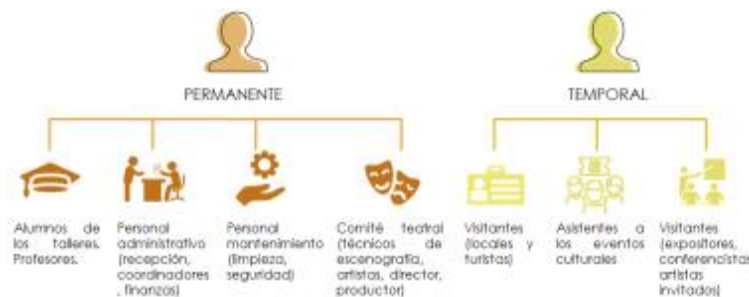 PERMANENTE
TEMPORAL
Alumnos de
los talleres.
Profesores.
Personal
administrativo
(recepción,
coordinadores
, finanzas)
Personal
mantenimiento
(limpieza,
seguridad)
Comité teatral
(técnicos de
escenografía,
artistas, director,
productor)
Visitantes
(locales y
turistas)
Asistentes a
los eventos
culturales
Visitantes
(expositores,
conferencistas
artistas
invitados)